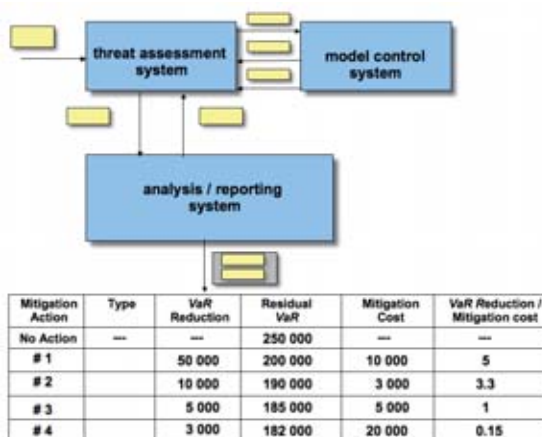 threat assessment
system
model control
system
analysis / reporting
system
Mitigation Action Type VaR Reduction Residual VaR Mitigation Cost VaR Reduction / Mitigation cost
No Action --- --- 250 000 --- ---
# 1 50 000 200 000 10 000 5
# 2 10 000 190 000 3 000 3.3
# 3 5 000 185 000 5 000 1
# 4 3 000 182 000 20 000 0.15